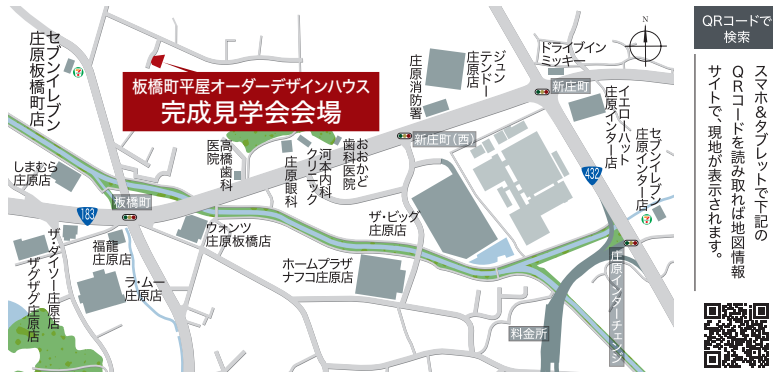 セブンイレブン
庄原板橋町店
板橋町平屋オーダーデザインハウス
完成見学会会場
しまむら
庄原店
183
板橋町
高橋歯科
医院
庄原眼科
河本内科
クリニック
おおかど
歯科医院
庄原消防署
ジュン
テンドー
庄原店
ドライブイン
ミッキー
N
新庄町
新庄町(西)
イエローハット
庄原インター店
セブンイレブン
庄原インター店
432
ザ・ビッグ
庄原店
ウォンツ
庄原板橋店
ホームプラザ
ナフコ庄原店
福龍
庄原店
ラ・ムー
庄原店
ザ・ダイソー庄原店
ザグザグ庄原店
料金所
庄原インターチェンジ
QRコードで
検索
スマホ&タブレットで下記の
QRコードを読み取れば地図情報
サイトで、現地が表示されます。